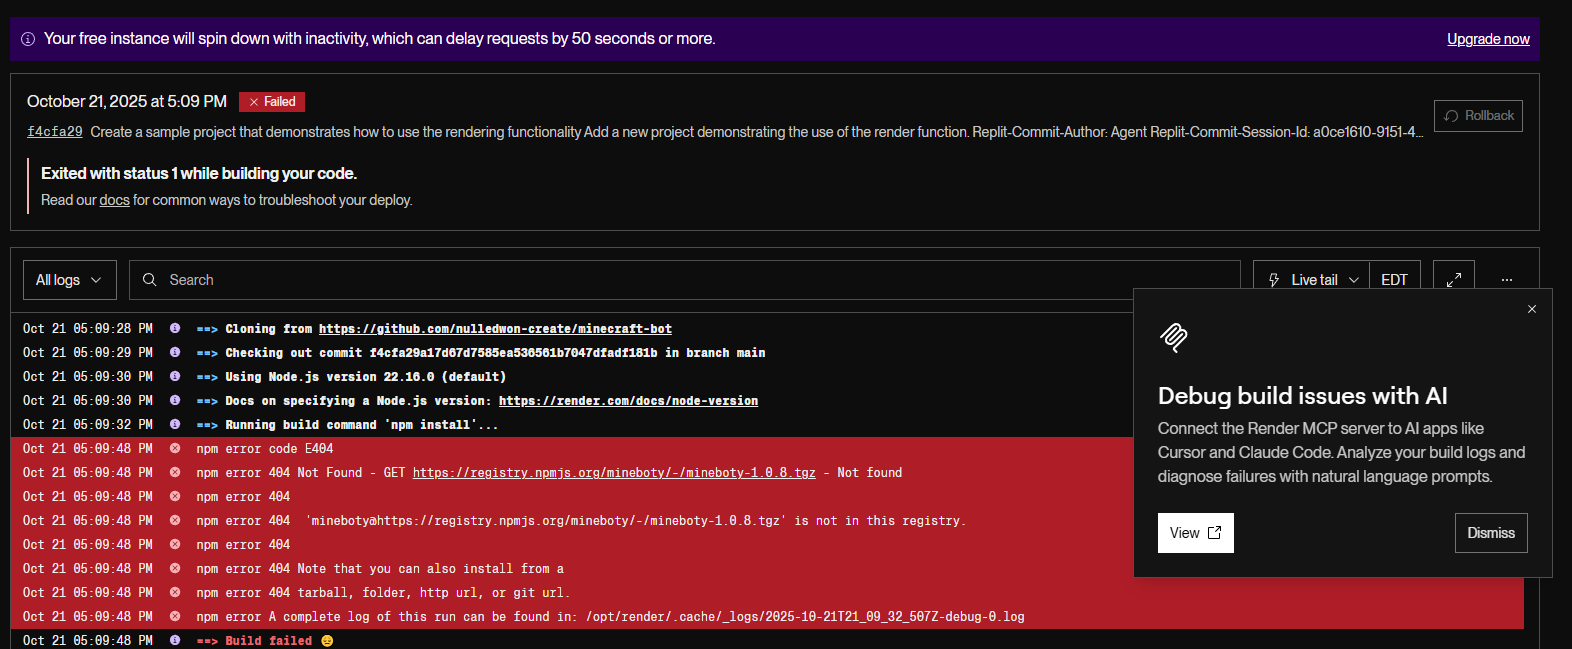 Your free instance will spin down with inactivity, which can delay requests by 50 seconds or more.
Upgrade now
October 21, 2025 at 5:09 PM
Failed
f4cfa29 Create a sample project that demonstrates how to use the rendering functionality Add a new project demonstrating the use of the render function. Replit-Commit-Author: Agent Replit-Commit-Session-Id: a0ce1610-9151-4...
Rollback
Exited with status 1 while building your code.
Read our docs for common ways to troubleshoot your deploy.
All logs
Search
Live tail
EDT
...
Oct 21 05:09:28 PM ==> Cloning from https://github.com/nulledwon-create/minecraft-bot
Oct 21 05:09:29 PM ==> Checking out commit f4cfa29a17d67d7585ea536561b7047dfadf181b in branch main
Oct 21 05:09:30 PM ==> Using Node.js version 22.16.0 (default)
Oct 21 05:09:30 PM ==> Docs on specifying a Node.js version: https://render.com/docs/node-version
Oct 21 05:09:32 PM ==> Running build command 'npm install'...
Oct 21 05:09:48 PM npm error code E404
Oct 21 05:09:48 PM npm error 404 Not Found - GET https://registry.npmjs.org/mineboty/-/mineboty-1.0.8.tgz - Not found
Oct 21 05:09:48 PM npm error 404
Oct 21 05:09:48 PM npm error 404  'mineboty@https://registry.npmjs.org/mineboty/-/mineboty-1.0.8.tgz' is not in this registry.
Oct 21 05:09:48 PM npm error 404
Oct 21 05:09:48 PM npm error 404 Note that you can also install from a
Oct 21 05:09:48 PM npm error 404 tarball, folder, http url, or git url.
Oct 21 05:09:48 PM npm error A complete log of this run can be found in: /opt/render/.cache/_logs/2025-10-21T21_09_32_507Z-debug-0.log
Oct 21 05:09:48 PM ==> Build failed 😞
Debug build issues with AI
Connect the Render MCP server to AI apps like
Cursor and Claude Code. Analyze your build logs and
diagnose failures with natural language prompts.
View
Dismiss